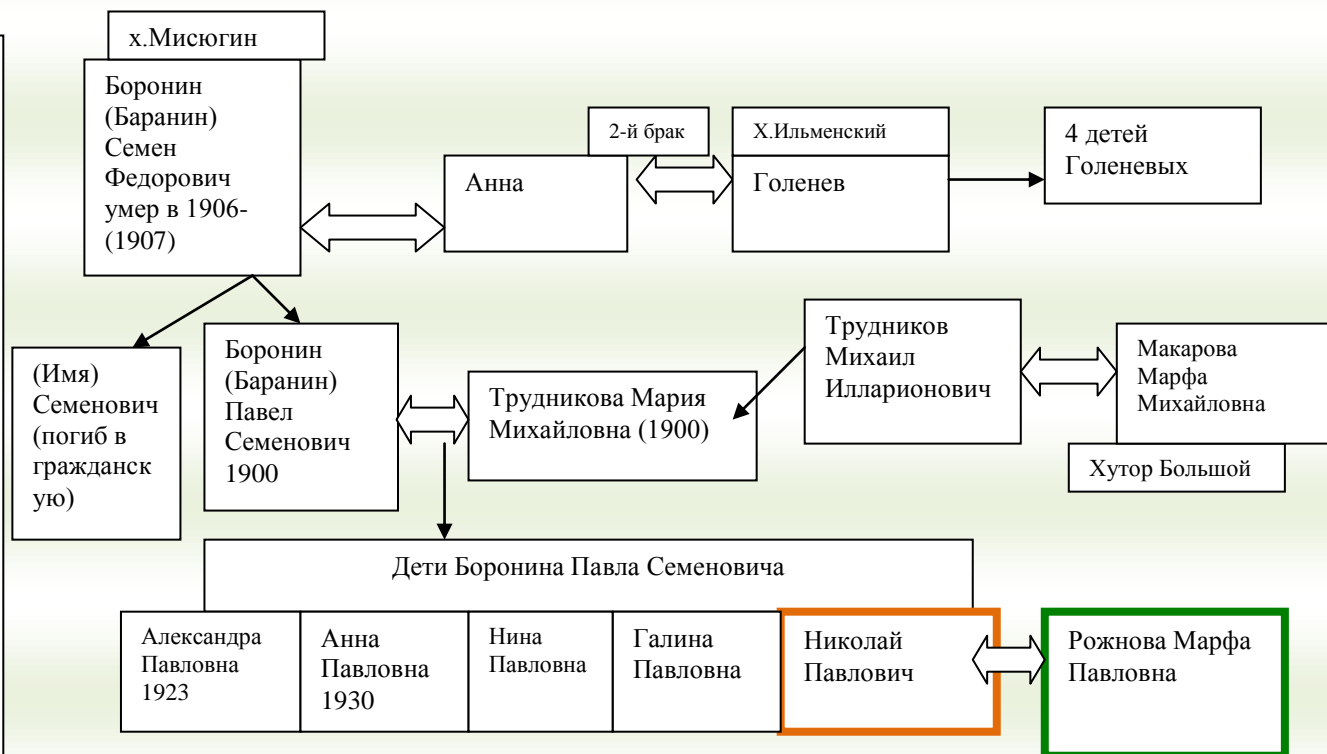 х.Мисюгин
Боронин
(Баранин)
Семен
Федорович
умер в 1906-
(1907)
2-й брак
Анна
Х.Ильменский
Голенев
4 детей
Голеневых
(Имя)
Семенович
(погиб в
гражданск
ую)
Боронин
(Баранин)
Павел
Семенович
1900
Трудникова Мария
Михайловна (1900)
Трудников
Михаил
Илларионович
Макарова
Марфа
Михайловна
Хутор Большой
Дети Боронина Павла Семеновича
Александра
Павловна
1923
Анна
Павловна
1930
Нина
Павловна
Галина
Павловна
Николай
Павлович
Рожнова Марфа
Павловна